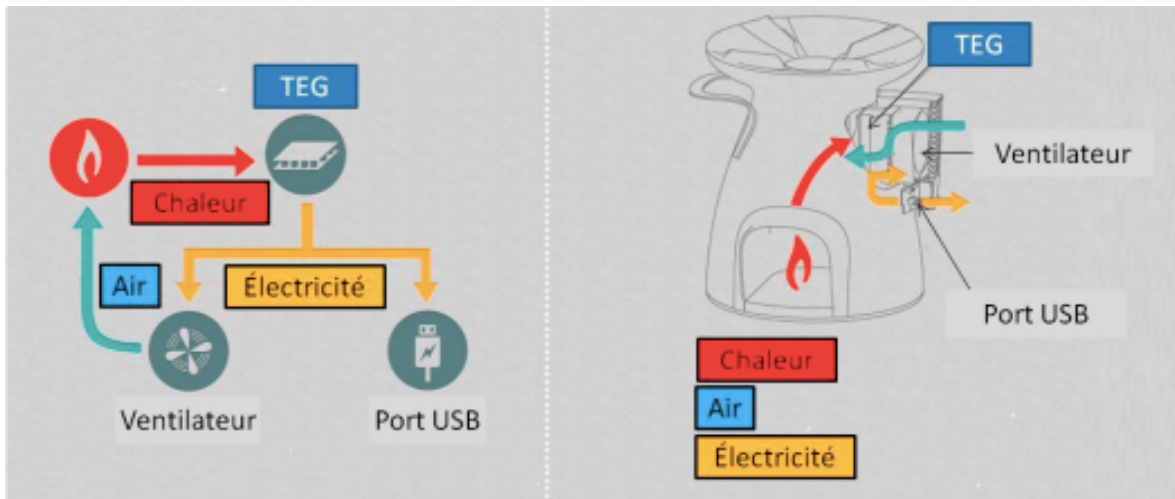 TEG
Chaleur
Air
Électricité
Ventilateur
Port USB
TEG
Ventilateur
Port USB
Chaleur
Air
Électricité